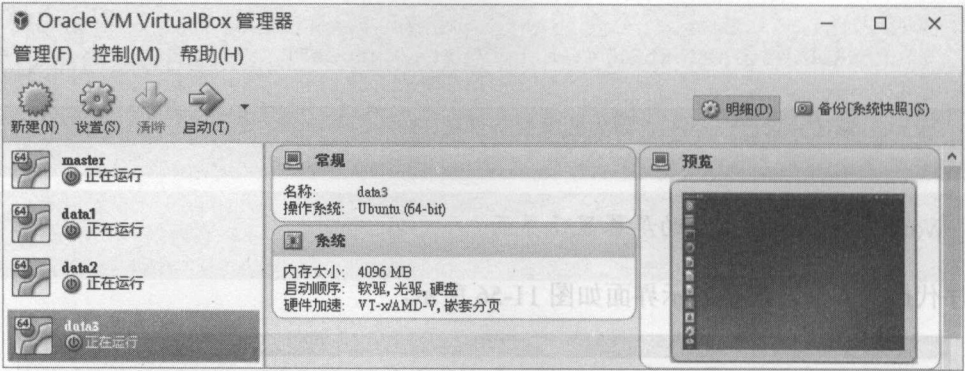 Oracle VM VirtualBox 管理器
管理(F) 控制(M) 帮助(H)
新建(N) 设置(S) 清除 启动(T)
明细(D) 备份[系统快照](S)
64 master
正在运行
64 data1
正在运行
64 data2
正在运行
64 data3
正在运行
常规
名称: data3
操作系统: Ubuntu (64-bit)
系统
内存大小: 4096 MB
启动顺序: 软驱, 光驱, 硬盘
硬件加速: VT-x/AMD-V, 嵌套分页
预览